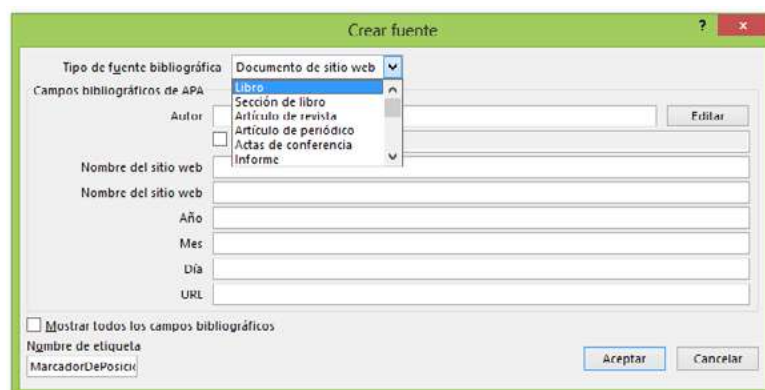 Crear fuente
? x
Tipo de fuente bibliográfica Documento de sitio web
Campos bibliográficos de APA
Libro
Sección de libro
Artículo de revista
Artículo de periódico
Actas de conferencia
Informe
Autor Editar
Nombre del sitio web
Nombre del sitio web
Año
Mes
Día
URL
Mostrar todos los campos bibliográficos
Nombre de etiqueta
MarcadorDePosici
Aceptar Cancelar